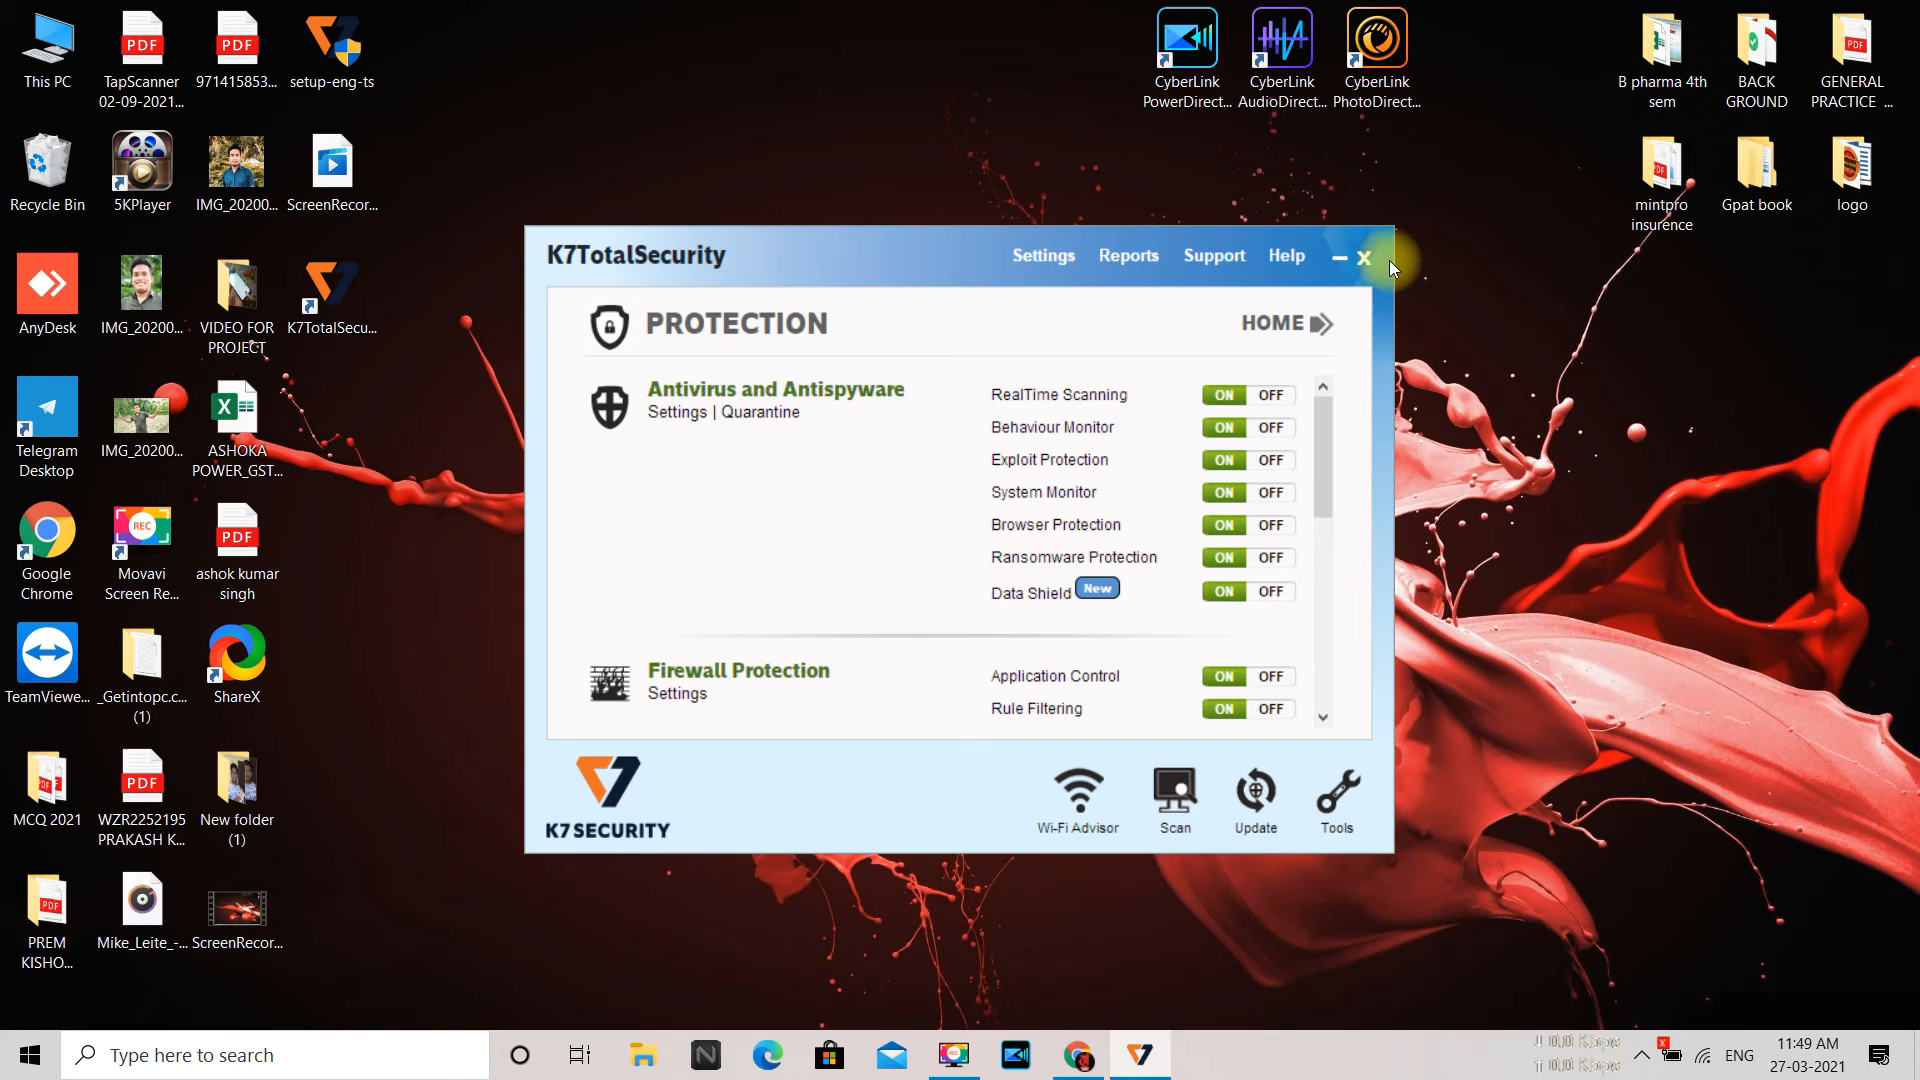 This PC
TapScanner
02-09-2021...
971415853...
setup-eng-ts
CyberLink
PowerDirect...
CyberLink
AudioDirect...
CyberLink
PhotoDirect...
B pharma 4th
sem
BACK
GROUND
GENERAL
PRACTICE ...
Recycle Bin
5KPlayer
IMG_20200...
ScreenRecor...
mintpro
insurence
Gpat book
logo
AnyDesk
IMG_20200...
VIDEO FOR
PROJECT
K7TotalSecu...
Telegram
Desktop
IMG_20200...
ASHOKA
POWER_GST...
Google
Chrome
REC
Movavi
Screen Re...
PDF
ashok kumar
singh
TeamViewe...
_Getintopc.c...
(1)
ShareX
MCQ 2021
PDF
WZR2252195
PRAKASH K...
New folder
(1)
PREM
KISHO...
Mike_Leite_-...
ScreenRecor...
K7TotalSecurity
Settings
Reports
Support
Help
PROTECTION
HOME
Antivirus and Antispyware
Settings | Quarantine
RealTime Scanning ON OFF
Behaviour Monitor ON OFF
Exploit Protection ON OFF
System Monitor ON OFF
Browser Protection ON OFF
Ransomware Protection ON OFF
Data Shield New ON OFF
Firewall Protection
Settings
Application Control ON OFF
Rule Filtering ON OFF
K7 SECURITY
Wi-Fi Advisor
Scan
Update
Tools
Type here to search
ENG
11:49 AM
27-03-2021